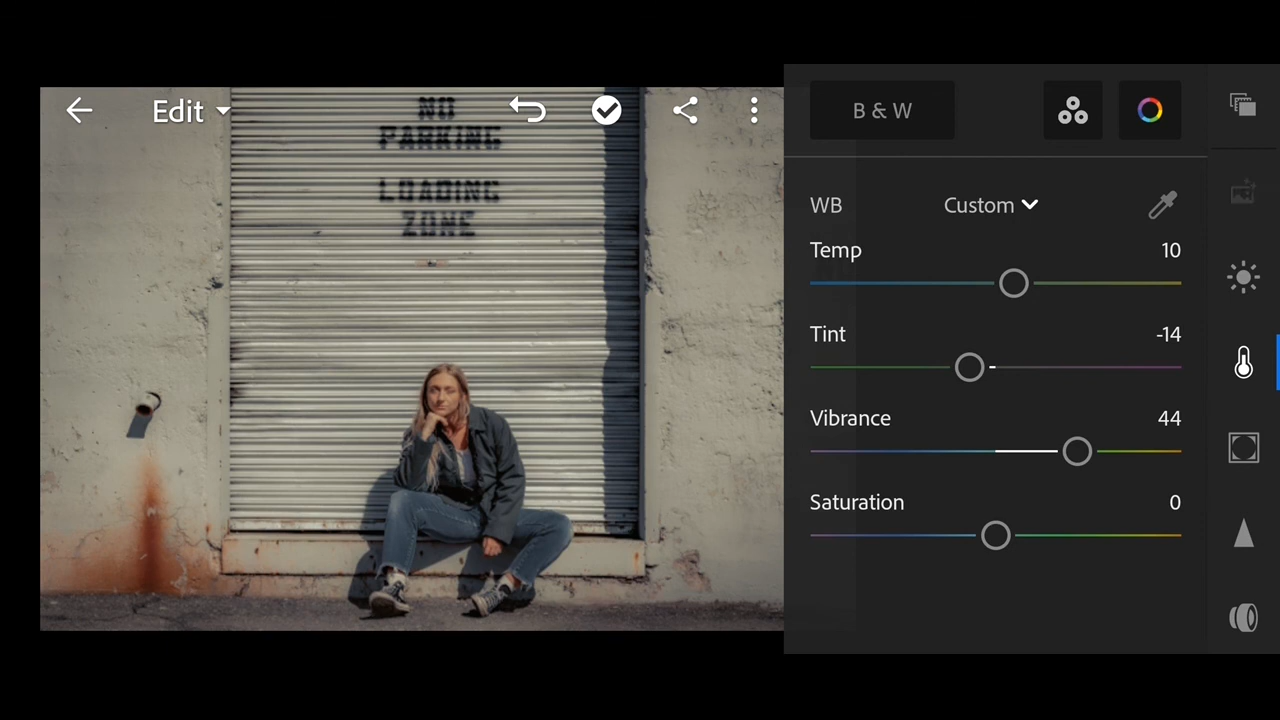 Edit
NO
PARKING
LOADING
ZONE
B & W
WB Custom
Temp 10
Tint -14
Vibrance 44
Saturation 0